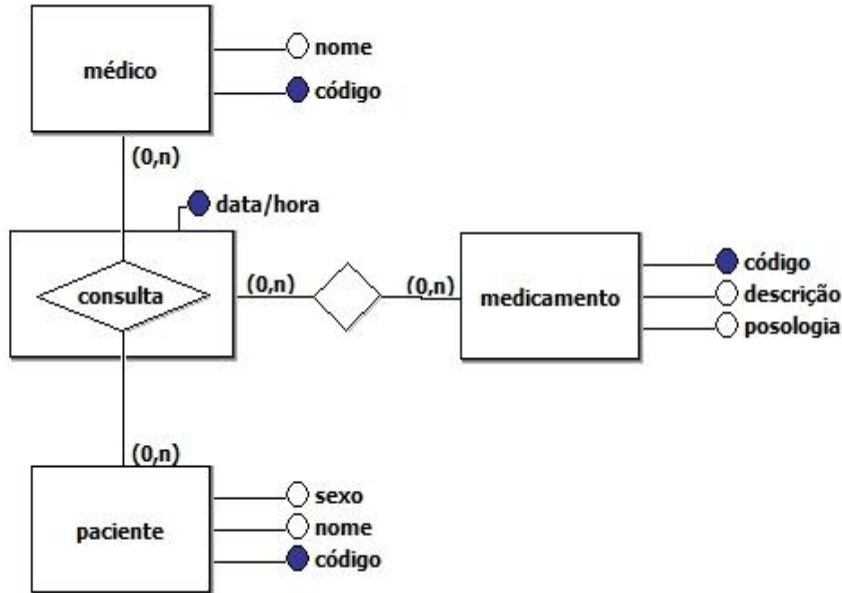 médico
nome
código
(0,n)
data/hora
consulta
(0,n)
(0,n)
medicamento
código
descrição
posologia
(0,n)
paciente
sexo
nome
código